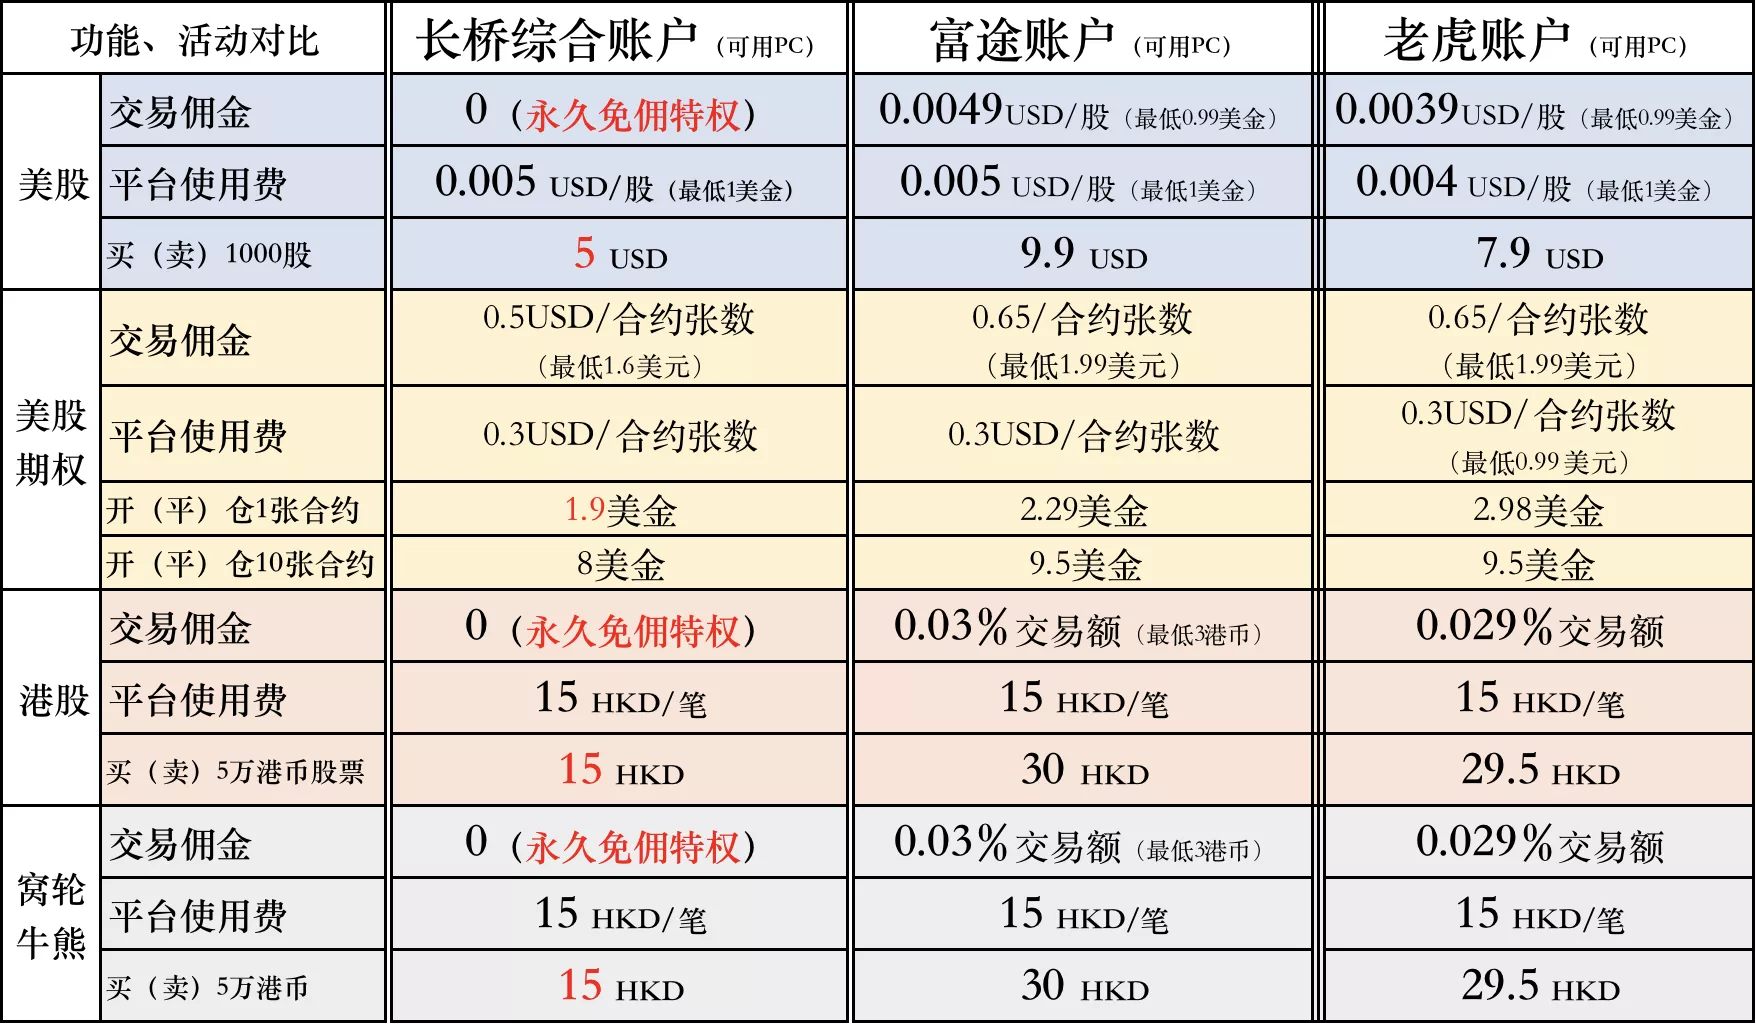 功能、活动对比
长桥综合账户（可用PC）
富途账户（可用PC）
老虎账户（可用PC）
美股
交易佣金
0（永久免佣特权）
0.0049USD/股（最低0.99美金）
0.0039USD/股（最低0.99美金）
平台使用费
0.005 USD/股（最低1美金）
0.005 USD/股（最低1美金）
0.004 USD/股（最低1美金）
买（卖）1000股
5 USD
9.9 USD
7.9 USD
美股
期权
交易佣金
0.5USD/合约张数
（最低1.6美元）
0.65/合约张数
（最低1.99美元）
0.65/合约张数
（最低1.99美元）
平台使用费
0.3USD/合约张数
0.3USD/合约张数
0.3USD/合约张数
（最低0.99美元）
开（平）仓1张合约
1.9美金
2.29美金
2.98美金
开（平）仓10张合约
8美金
9.5美金
9.5美金
港股
交易佣金
0（永久免佣特权）
0.03%交易额（最低3港币）
0.029%交易额
平台使用费
15 HKD/笔
15 HKD/笔
15 HKD/笔
买（卖）5万港币股票
15 HKD
30 HKD
29.5 HKD
窝轮
牛熊
交易佣金
0（永久免佣特权）
0.03%交易额（最低3港币）
0.029%交易额
平台使用费
15 HKD/笔
15 HKD/笔
15 HKD/笔
买（卖）5万港币
15 HKD
30 HKD
29.5 HKD